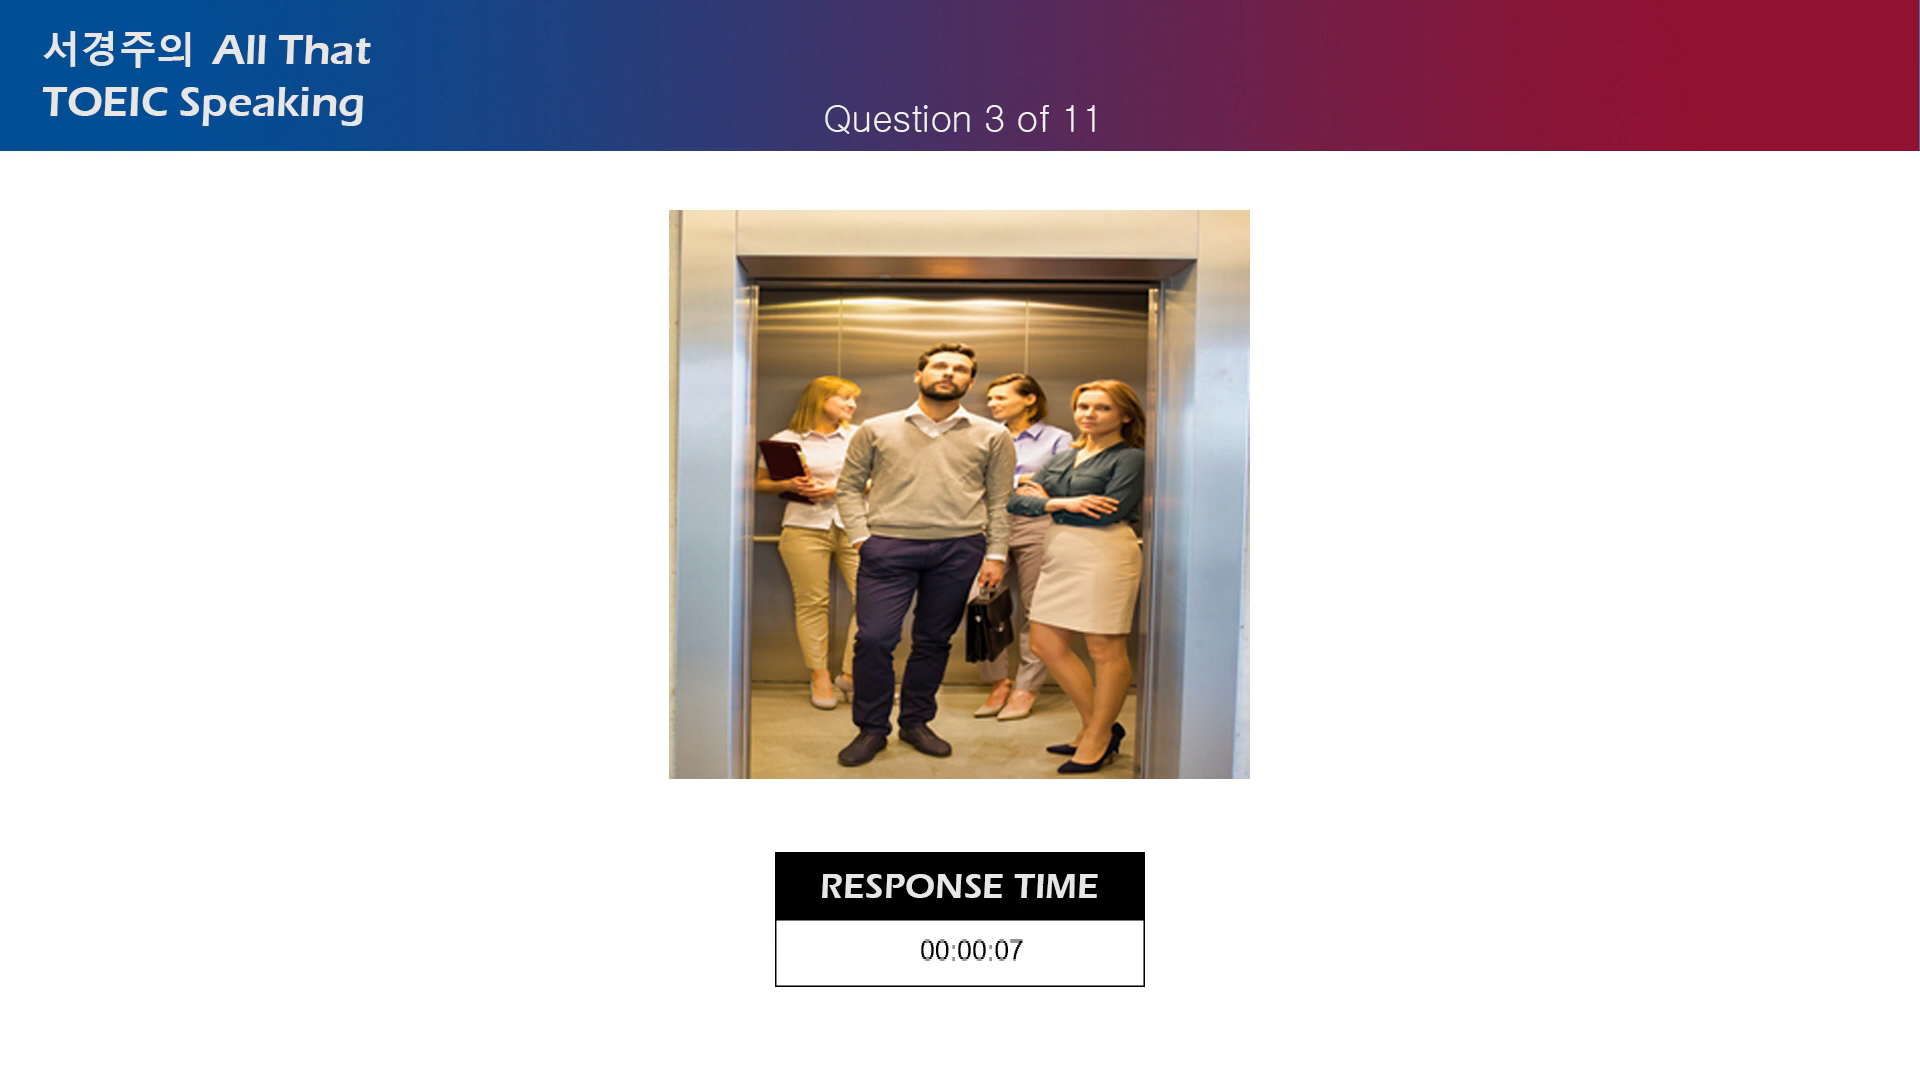 서경주의 All That
TOEIC Speaking
Question 3 of 11
RESPONSE TIME
00:00:07